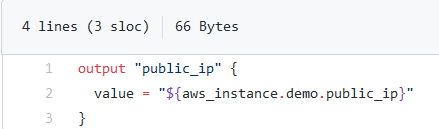 4 lines (3 sloc) 66 Bytes
1 output "public_ip" {
2 value = "${aws_instance.demo.public_ip}"
3 }